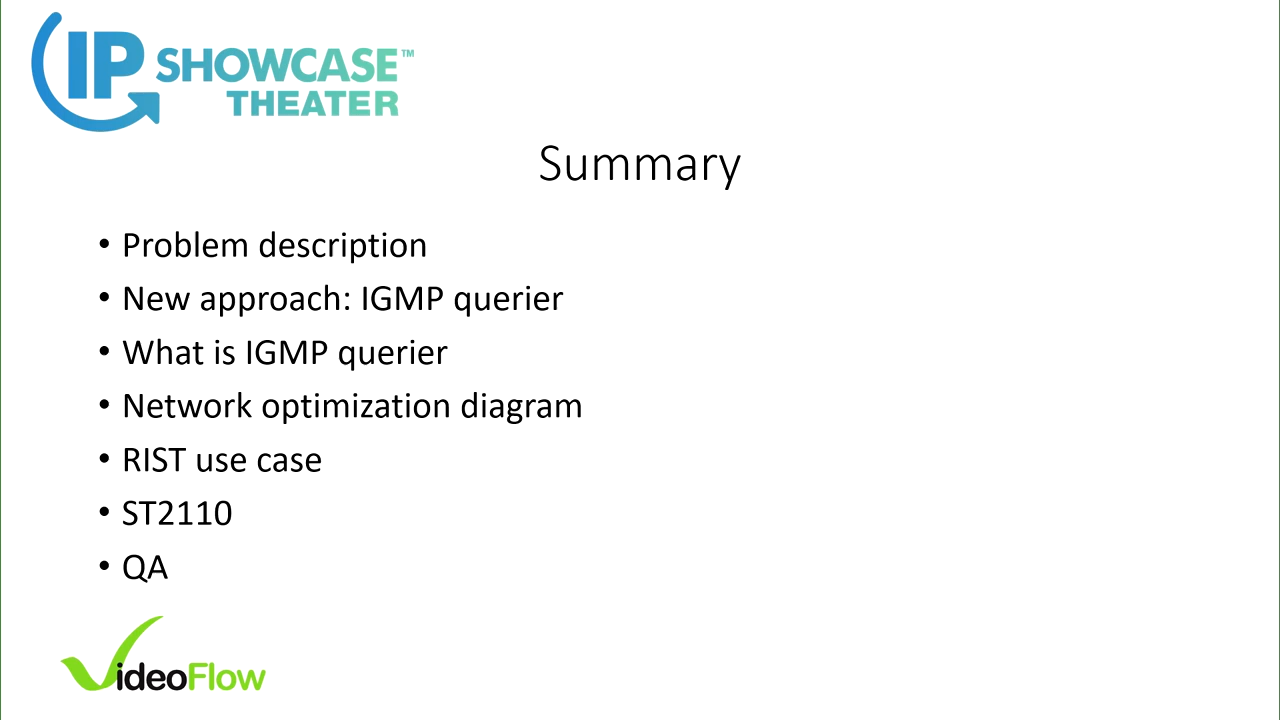 IP SHOWCASE™
THEATER
Summary
• Problem description
• New approach: IGMP querier
• What is IGMP querier
• Network optimization diagram
• RIST use case
• ST2110
• QA
VideoFlow